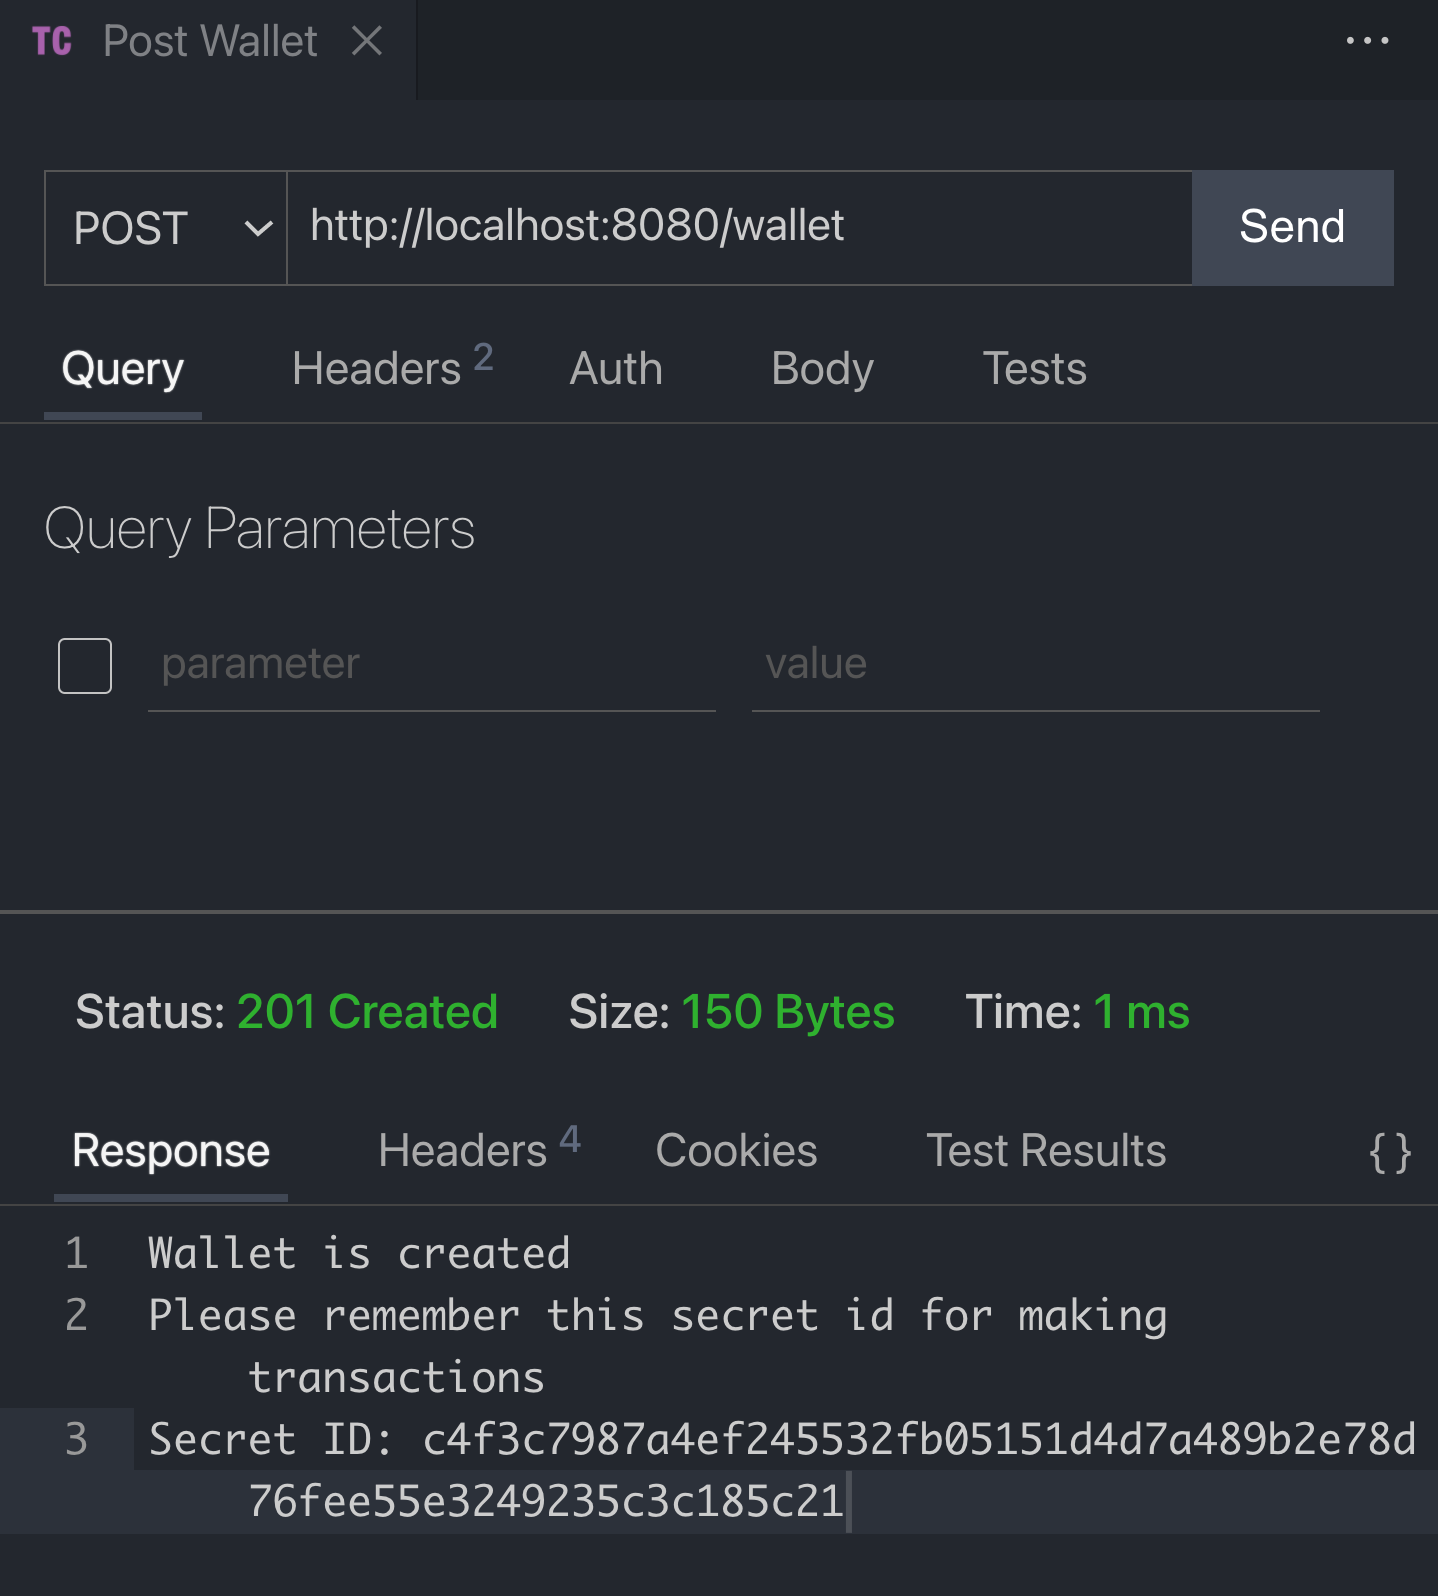 TC Post Wallet
POST http://localhost:8080/wallet Send
Query Headers 2 Auth Body Tests
Query Parameters
parameter value
Status: 201 Created Size: 150 Bytes Time: 1 ms
Response Headers 4 Cookies Test Results {}
1 Wallet is created
2 Please remember this secret id for making
transactions
3 Secret ID: c4f3c7987a4ef245532fb05151d4d7a489b2e78d
76fee55e3249235c3c185c21